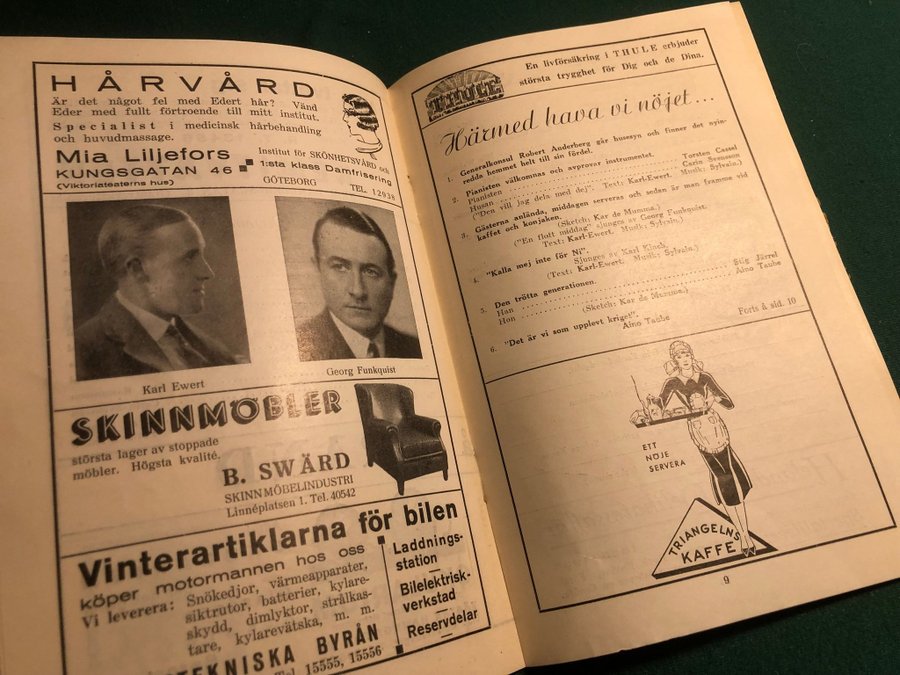 HÅRVÅRD
Är det något fel med Edert hår? Vänd
Eder med fullt förtroende till mitt institut.
Specialist i medicinsk hårbehandling
och huvudmassage.
Mia Liljefors
KUNGSGATAN 46
(Viktoriateaterns hus)
Institut för SKÖNHETSVÅRD och
1:sta klass Damfrisering
GÖTEBORG TEL. 12938
Karl Ewert
Georg Funkquist
SKINNMÖBLER
största lager av stoppade
möbler. Högsta kvalité.
B. SWÄRD
SKINNMÖBELINDUSTRI
Linnéplatsen 1. Tel. 40542
Vinterartiklarna för bilen
köper motormannen hos oss
Vi leverera: Snökedjor, värmeapparater,
siktrutor, batterier, kylare-
skydd, dimlyktor, strålkas-
tare, kylarevätska, m. m.
TEKNISKA BYRÅN
Tel. 15555, 15556
Laddnings-
station
Bilelektrisk-
verkstad
Reservdelar
THULE
En livförsäkring i THULE erbjuder
största trygghet för Dig och de Dina.
Härmed hava vi nöjet...
1. Generalkonsul Robert Anderberg går husesyn och finner det nyin-
redda hemmet helt till sin fördel.
2. Pianisten välkomnas och avprovar instrumentet.
Pianisten Torsten Cassel
Husan Carin Svensson
("Den vill jag dela med dej". Text: Karl-Ewert. Musik: Sylvain.)
3. Gästerna anlända, middagen serveras och sedan är man framme vid
kaffet och konjaken. (Sketch: Kar de Mumma.)
("En flott middag" sjunges av Georg Funkquist.
Text: Karl-Ewert. Musik: Sylvain.)
4. "Kalla mej inte för Ni".
Sjunges av Karl Kinch.
(Text: Karl-Ewert. Musik: Sylvain.)
5. Den trötta generationen.
Han Stig Järrel
Hon Aino Taube
(Sketch: Kar de Mumma.)
6. "Det är vi som upplevt kriget".
Aino Taube
Forts å sid. 10
ETT
NÖJE
SERVERA
TRIANGELNS
KAFFE
9